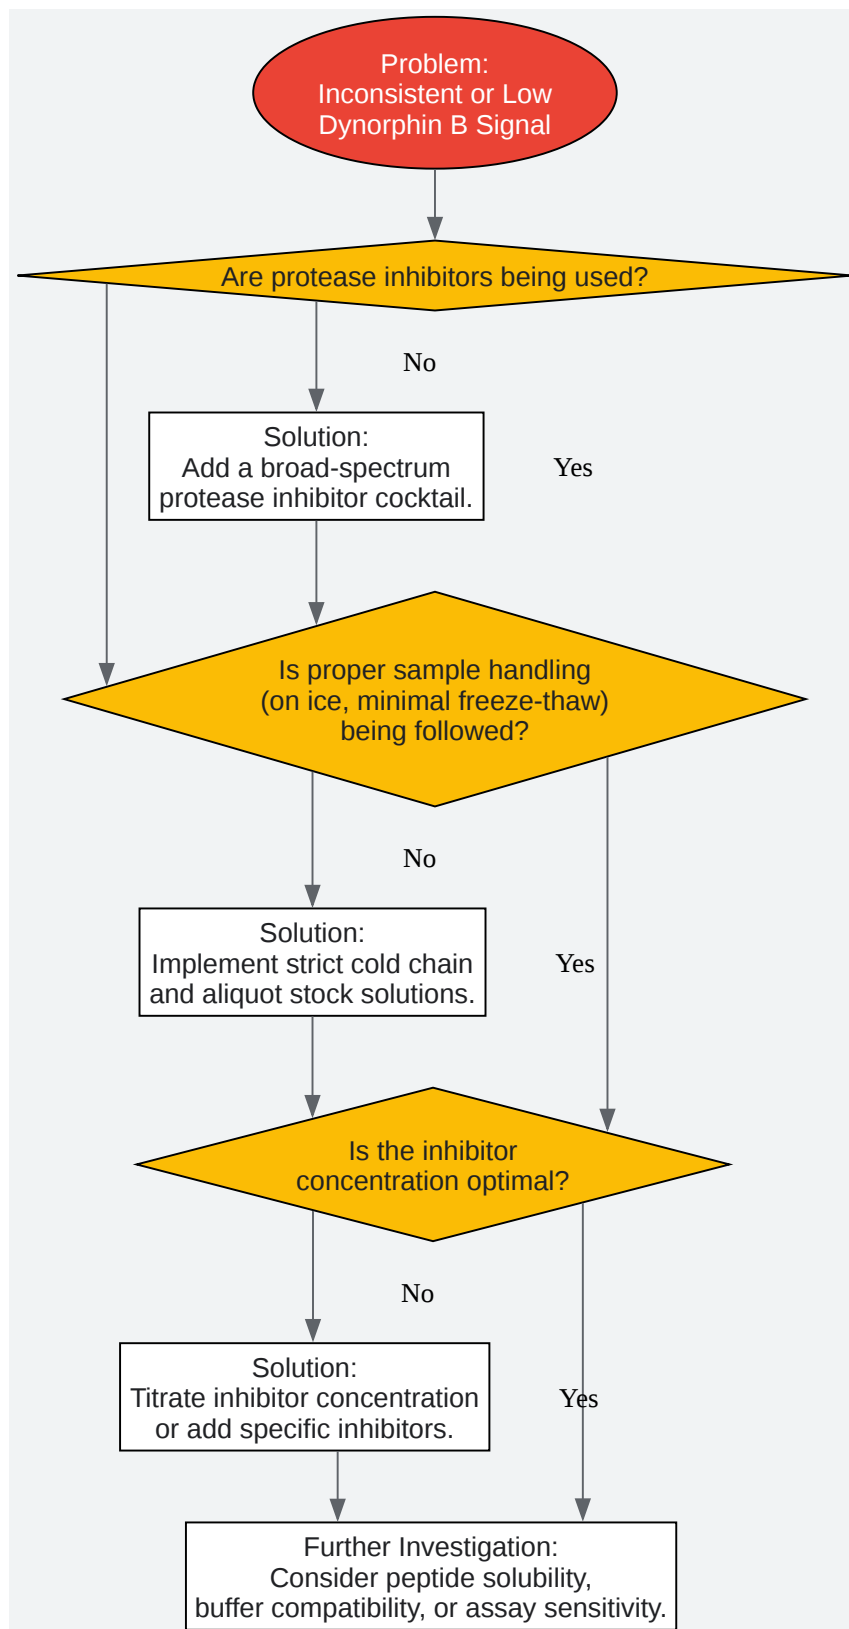 Problem:
Inconsistent or Low
Dynorphin B Signal
Are protease inhibitors being used?
No
Solution:
Add a broad-spectrum
protease inhibitor cocktail.
Yes
Is proper sample handling
(on ice, minimal freeze-thaw)
being followed?
No
Solution:
Implement strict cold chain
and aliquot stock solutions.
Yes
Is the inhibitor
concentration optimal?
No
Solution:
Titrate inhibitor concentration
or add specific inhibitors.
Yes
Further Investigation:
Consider peptide solubility,
buffer compatibility, or assay sensitivity.